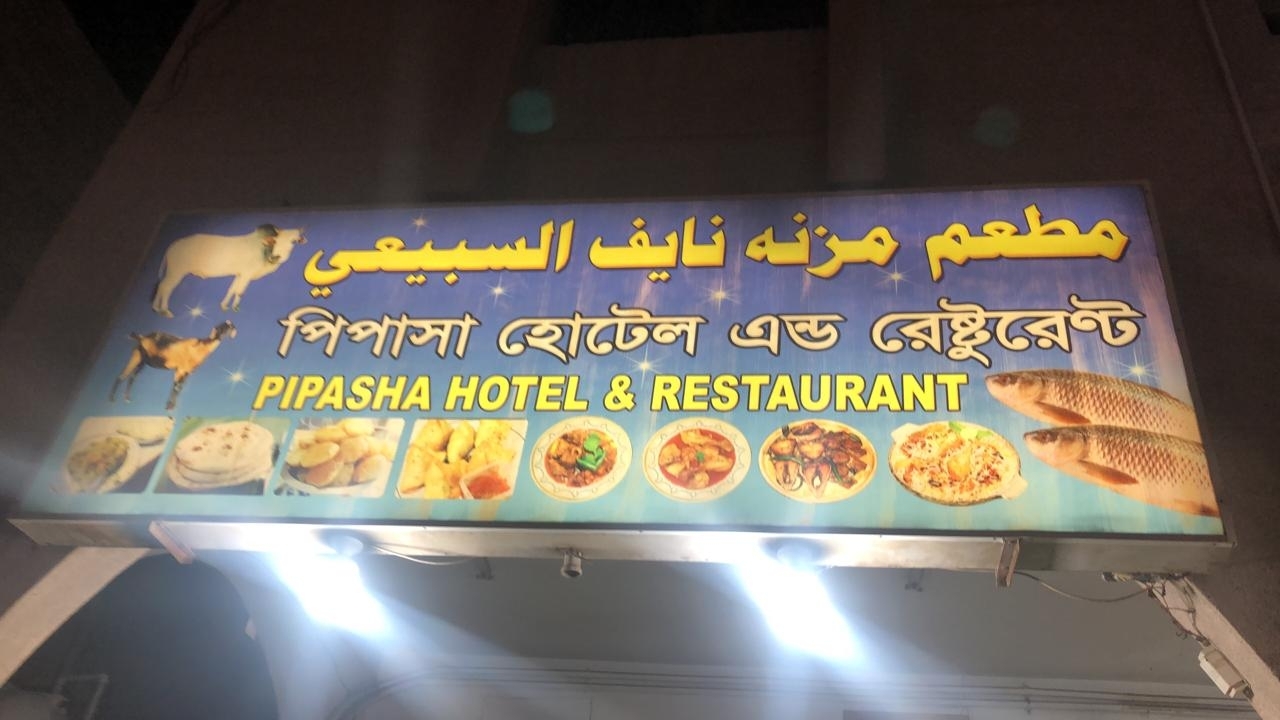 مطعم مزنه نايف السبيعي
পিপাসা হোটেল এন্ড রেষ্টুরেন্ট
PIPASHA HOTEL & RESTAURANT